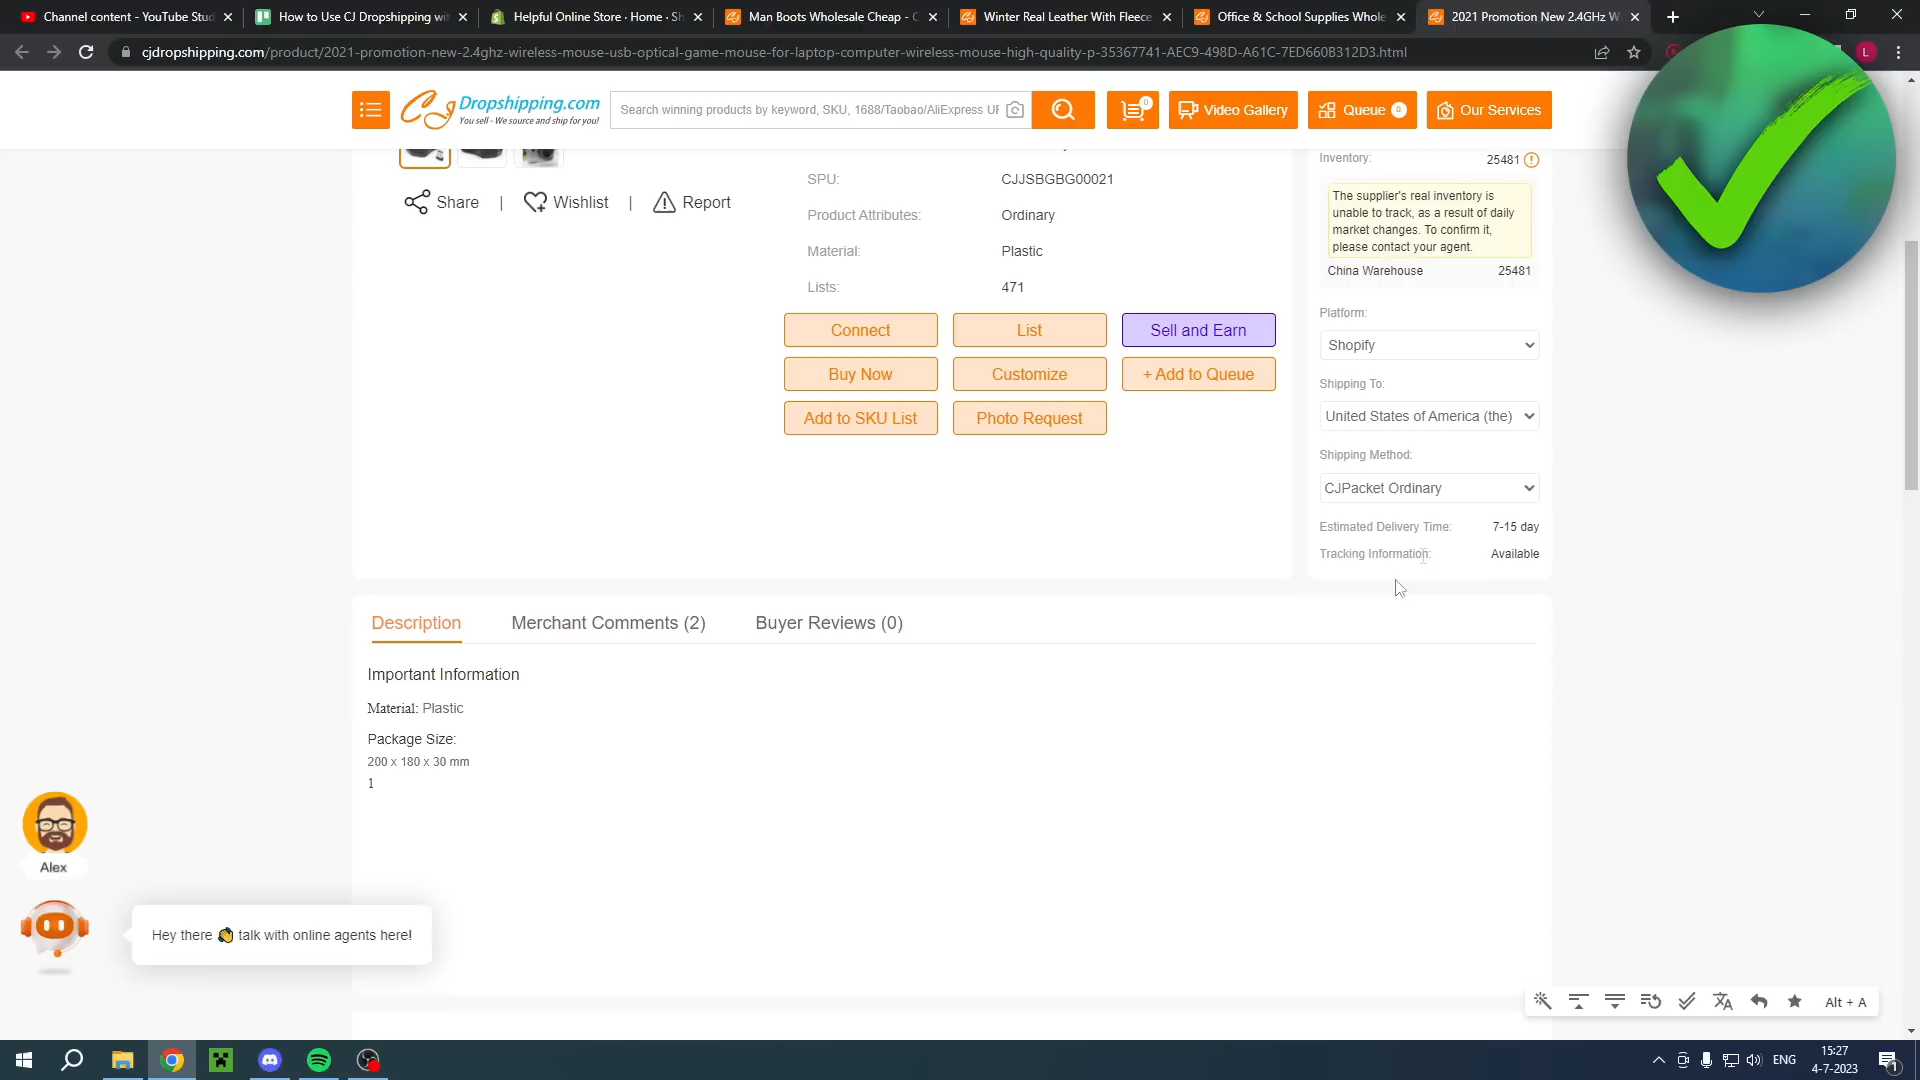 Channel content - YouTube Stud
How to Use CJ Dropshipping wit
Helpful Online Store · Home · Sh
Man Boots Wholesale Cheap - C
Winter Real Leather With Fleece
Office & School Supplies Whole
2021 Promotion New 2.4GHz W
cjdropshipping.com/product/2021-promotion-new-2.4ghz-wireless-mouse-usb-optical-game-mouse-for-laptop-computer-wireless-mouse-high-quality-p-35367741-AEC9-498D-A61C-7ED660B312D3.html
L
CJ Dropshipping.com
You sell - We source and ship for you!
Search winning products by keyword, SKU, 1688/Taobao/AliExpress UR
0
Video Gallery
Queue 0
Our Services
Share | Wishlist | Report
SPU: CJJSBGBG00021
Product Attributes: Ordinary
Material: Plastic
Lists: 471
Connect
List
Sell and Earn
Buy Now
Customize
+ Add to Queue
Add to SKU List
Photo Request
Inventory: 25481
The supplier's real inventory is
unable to track, as a result of daily
market changes. To confirm it,
please contact your agent.
China Warehouse 25481
Platform:
Shopify
Shipping To:
United States of America (the)
Shipping Method:
CJPacket Ordinary
Estimated Delivery Time: 7-15 day
Tracking Information: Available
Description
Merchant Comments (2)
Buyer Reviews (0)
Important Information
Material: Plastic
Package Size:
200 x 180 x 30 mm
1
Alex
Hey there 👋 talk with online agents here!
Alt + A
ENG
15:27
4-7-2023
1